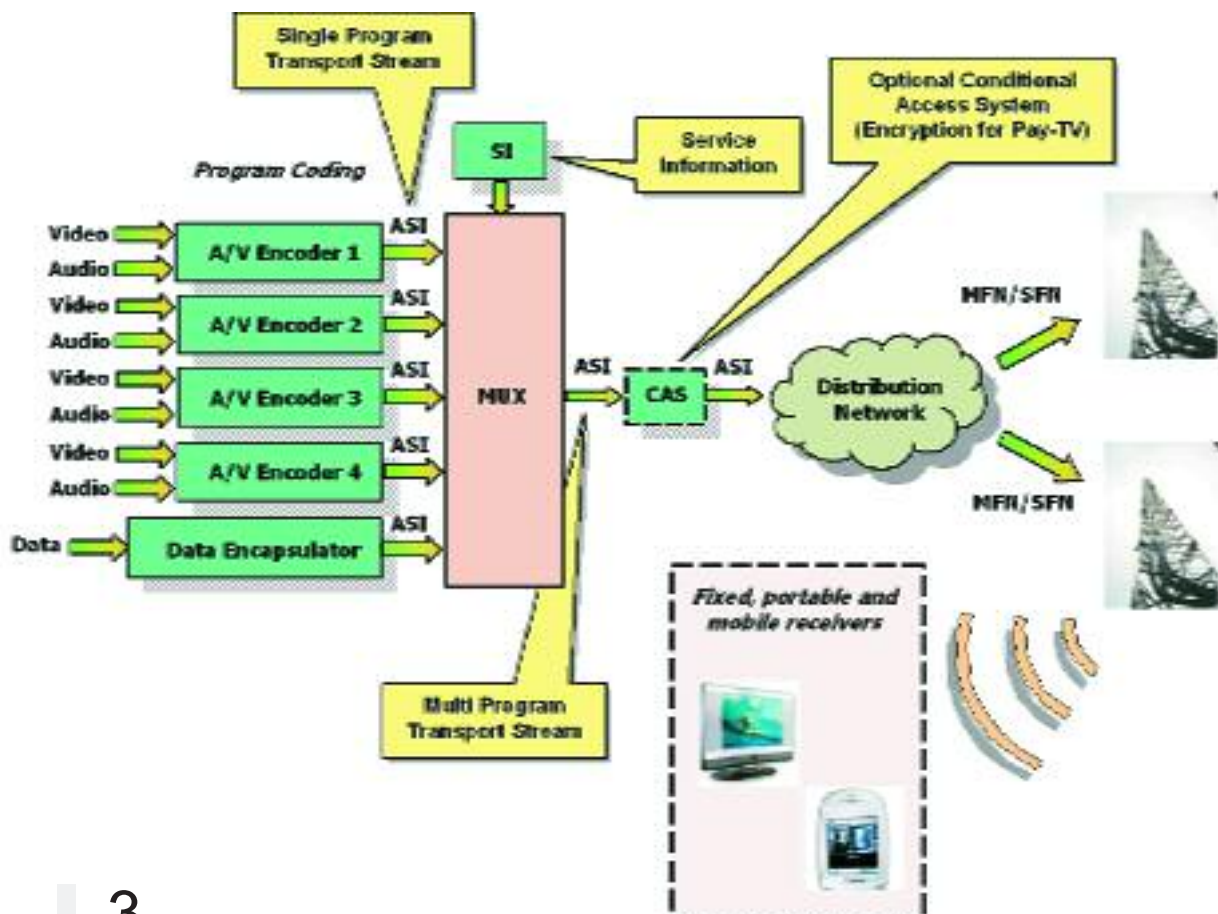 Single Program
Transport Stream
Optional Conditional
Access System
(Encryption for Pay-TV)
SI
Service
Information
Program Coding
Video
Audio
A/V Encoder 1
ASI
Video
Audio
A/V Encoder 2
ASI
Video
Audio
A/V Encoder 3
ASI
Video
Audio
A/V Encoder 4
ASI
Data
Data Encapsulator
ASI
MUX
ASI
CAS
ASI
Distribution
Network
MFN/SFN
MFN/SFN
Multi Program
Transport Stream
Fixed, portable and
mobile receivers
3